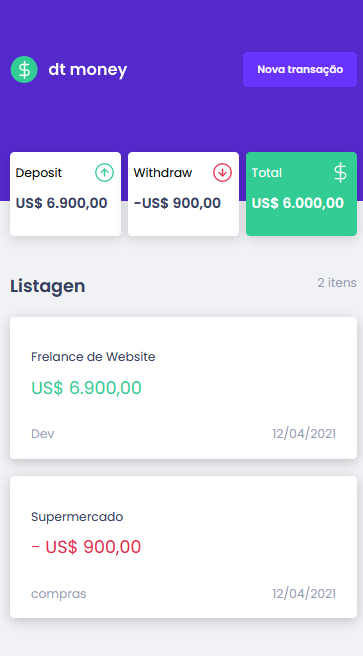 dt money
Nova transação
Deposit
US$ 6.900,00
Withdraw
-US$ 900,00
Total
US$ 6.000,00
Listagen
2 itens
Frelance de Website
US$ 6.900,00
Dev
12/04/2021
Supermercado
- US$ 900,00
compras
12/04/2021